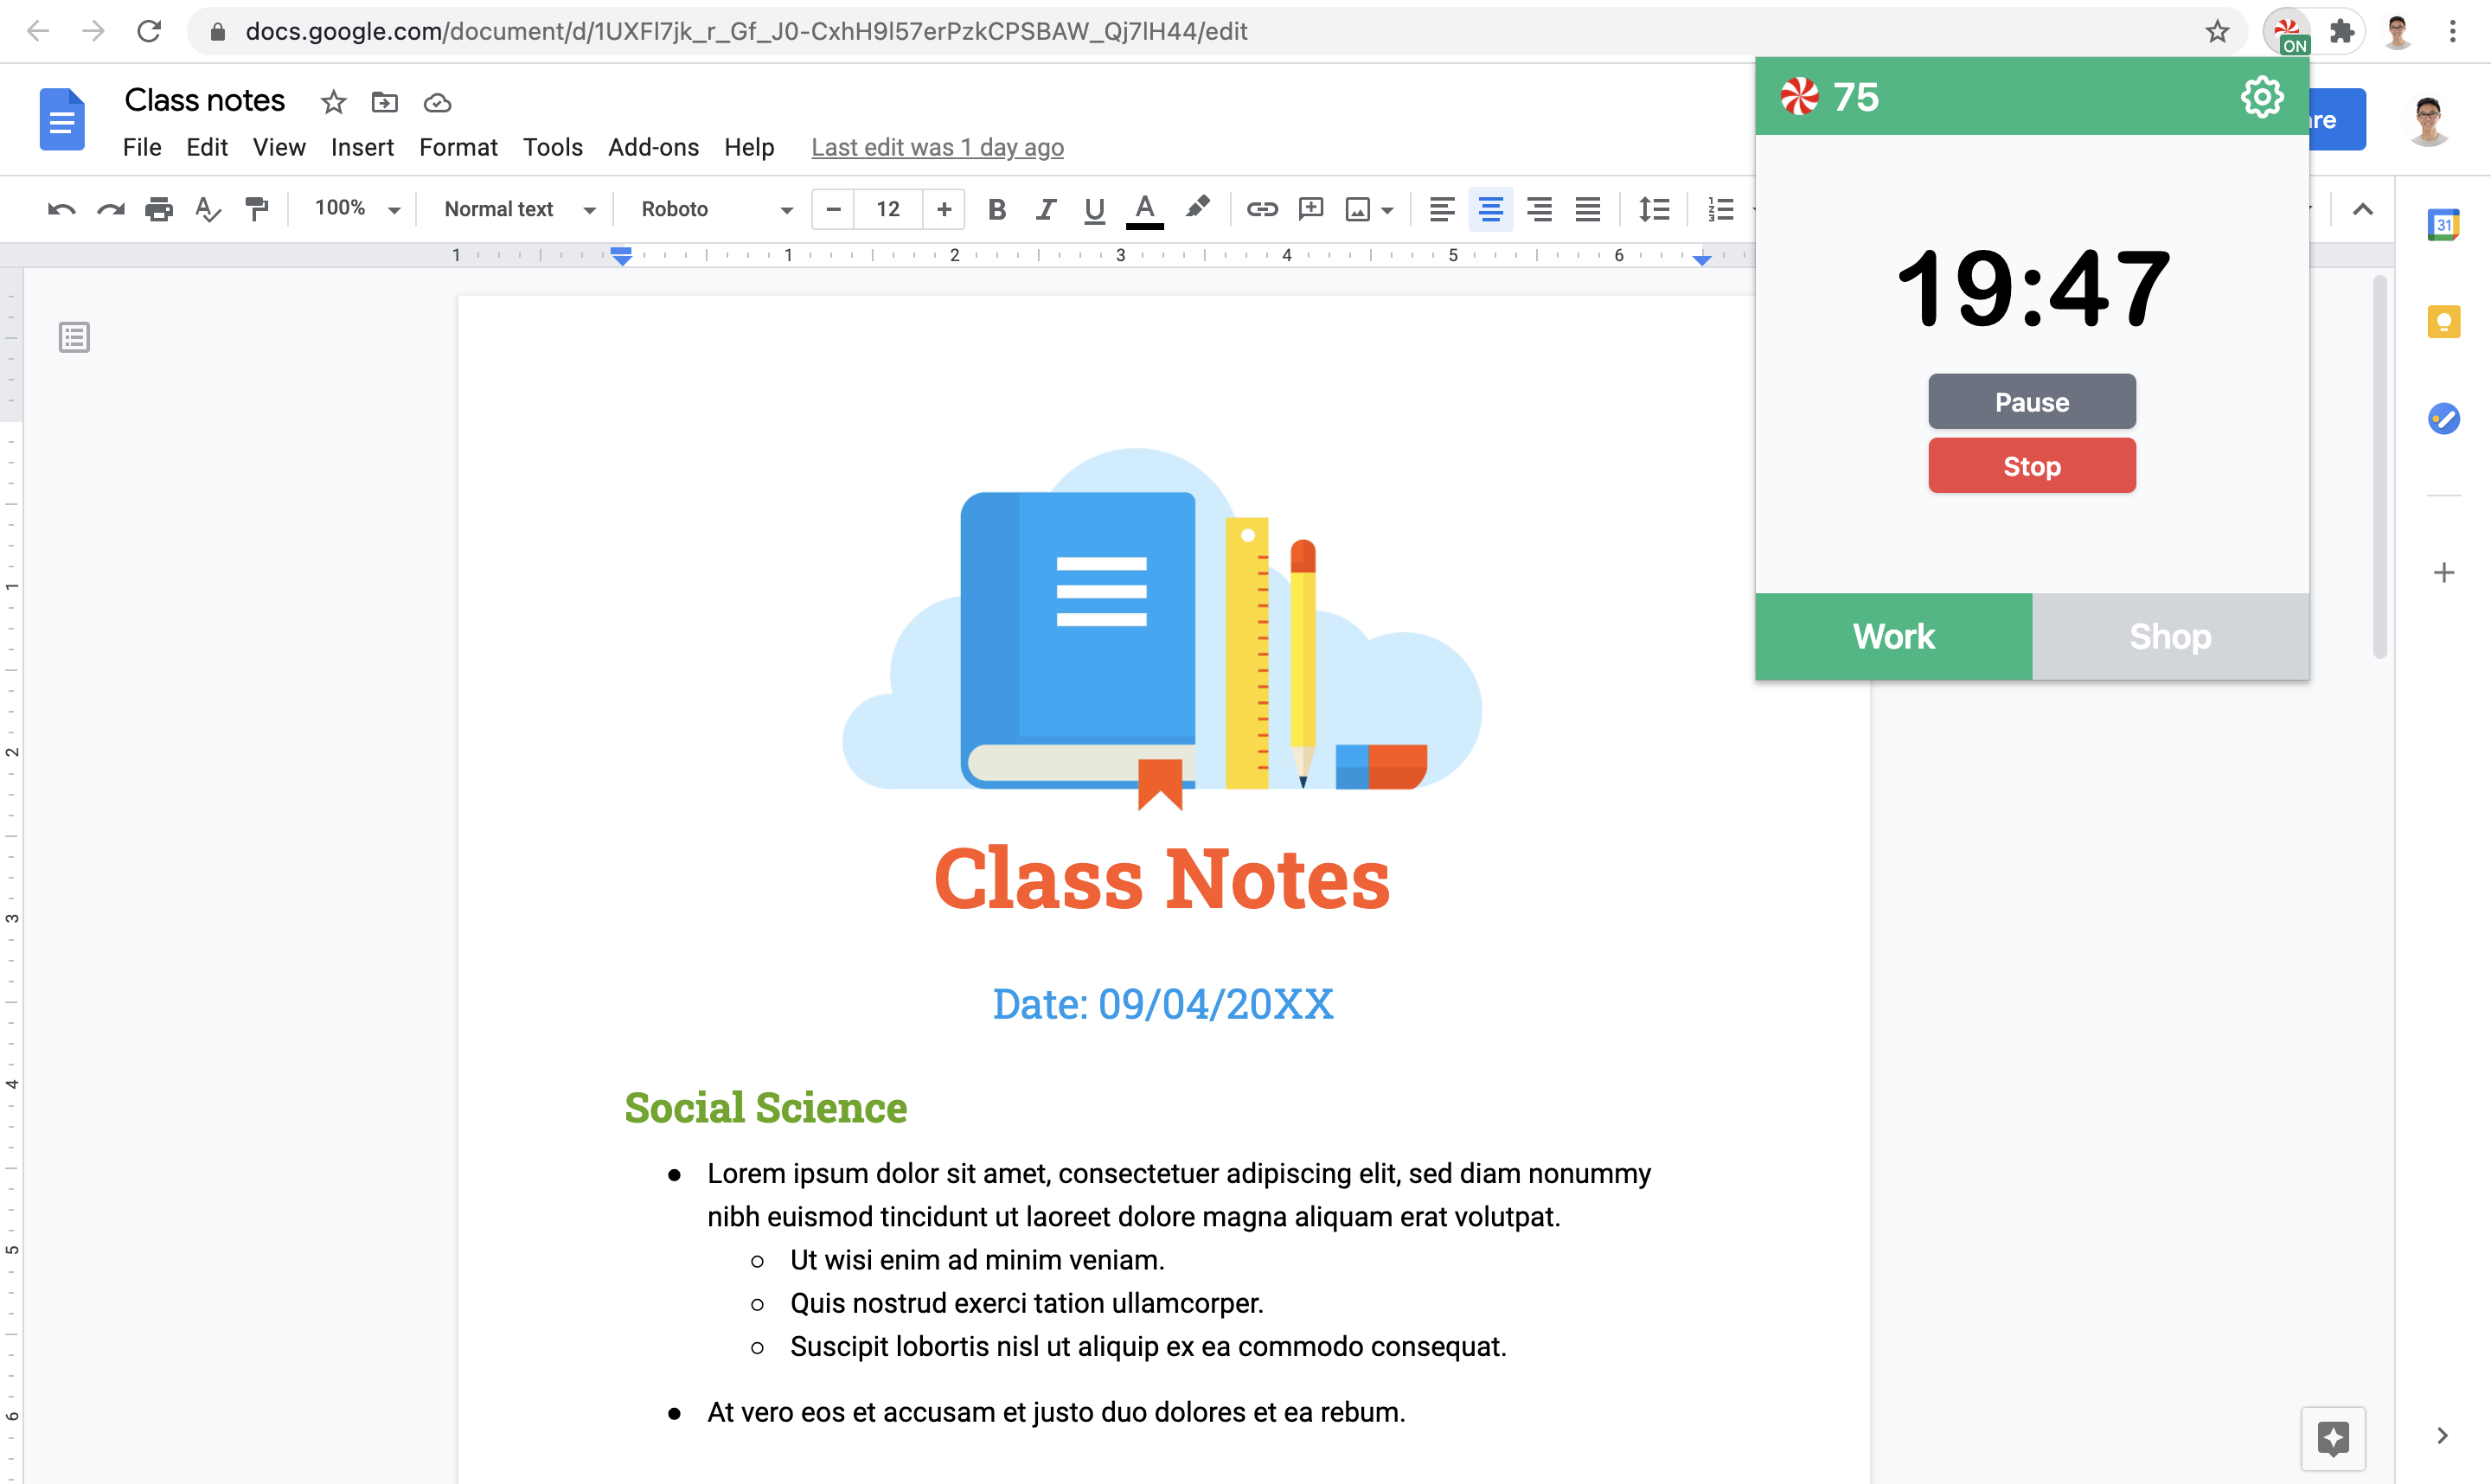 docs.google.com/document/d/1UXFl7jk_r_Gf_J0-CxhH9l57erPzkCPSBAW_Qj7lH44/edit
ON
Class notes
File Edit View Insert Format Tools Add-ons Help Last edit was 1 day ago
100% Normal text Roboto 12 B I U A
1 1 2 3 4 5 6
75
19:47
Pause
Stop
Work Shop
31
1
2
3
4
5
6
Class Notes
Date: 09/04/20XX
Social Science
● Lorem ipsum dolor sit amet, consectetuer adipiscing elit, sed diam nonummy
nibh euismod tincidunt ut laoreet dolore magna aliquam erat volutpat.
○ Ut wisi enim ad minim veniam.
○ Quis nostrud exerci tation ullamcorper.
○ Suscipit lobortis nisl ut aliquip ex ea commodo consequat.
● At vero eos et accusam et justo duo dolores et ea rebum.